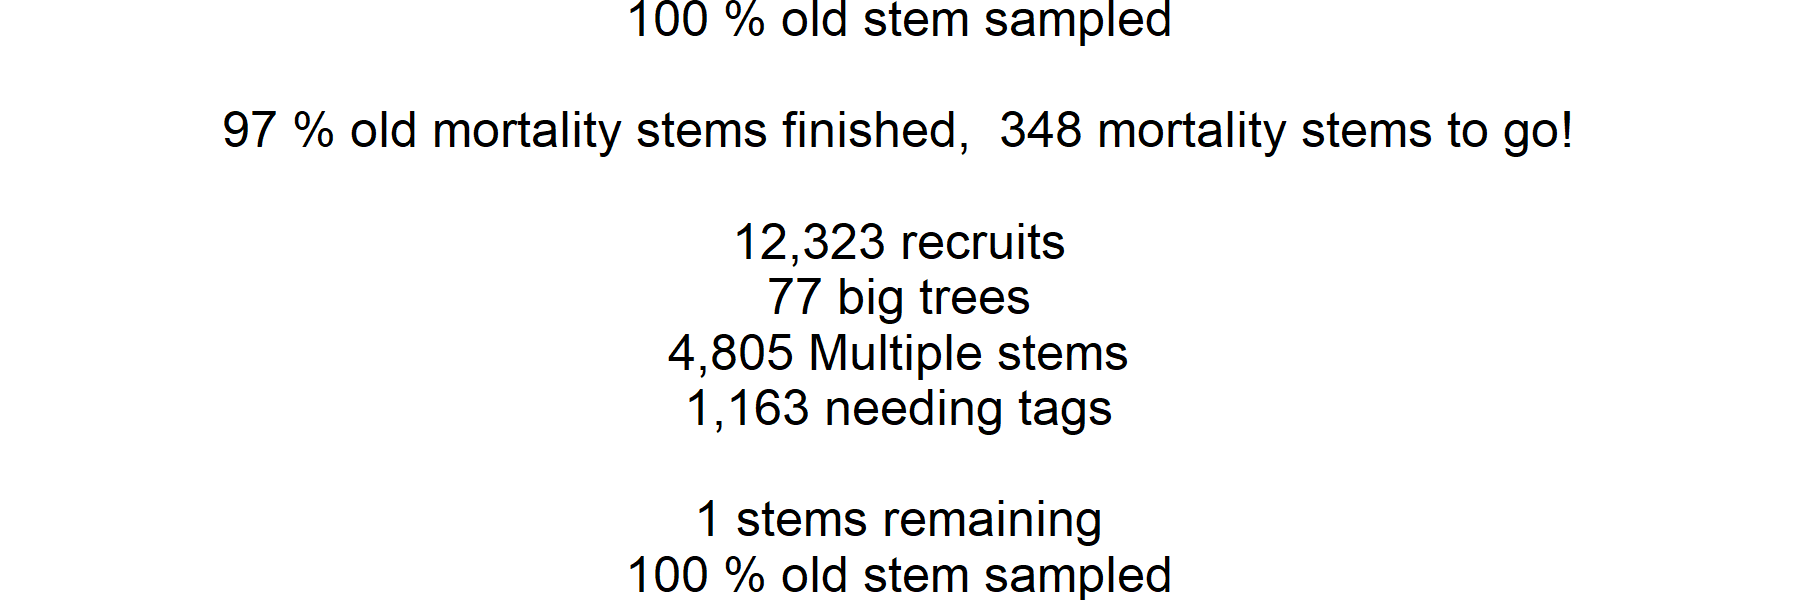 100 % old stem sampled
97 % old mortality stems finished,  348 mortality stems to go!
12,323 recruits
77 big trees
4,805 Multiple stems
1,163 needing tags
1 stems remaining
100 % old stem sampled